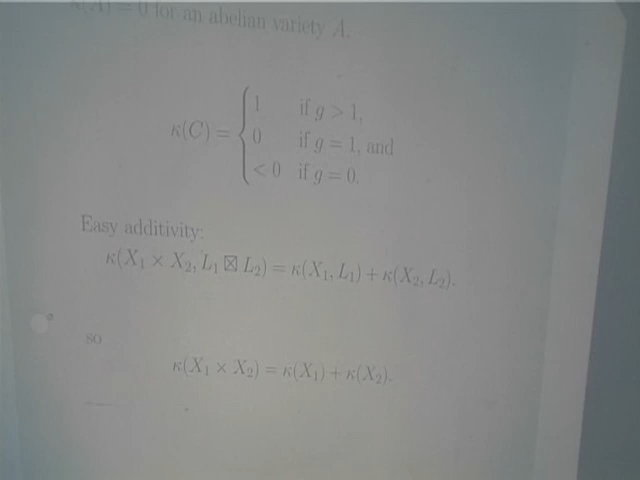 κ(A) = 0 for an abelian variety A.
κ(C) = { 1 if g > 1,
0 if g = 1, and
< 0 if g = 0.
Easy additivity:
κ(X₁ × X₂, L₁ ⊠ L₂) = κ(X₁, L₁) + κ(X₂, L₂).
so
κ(X₁ × X₂) = κ(X₁) + κ(X₂).